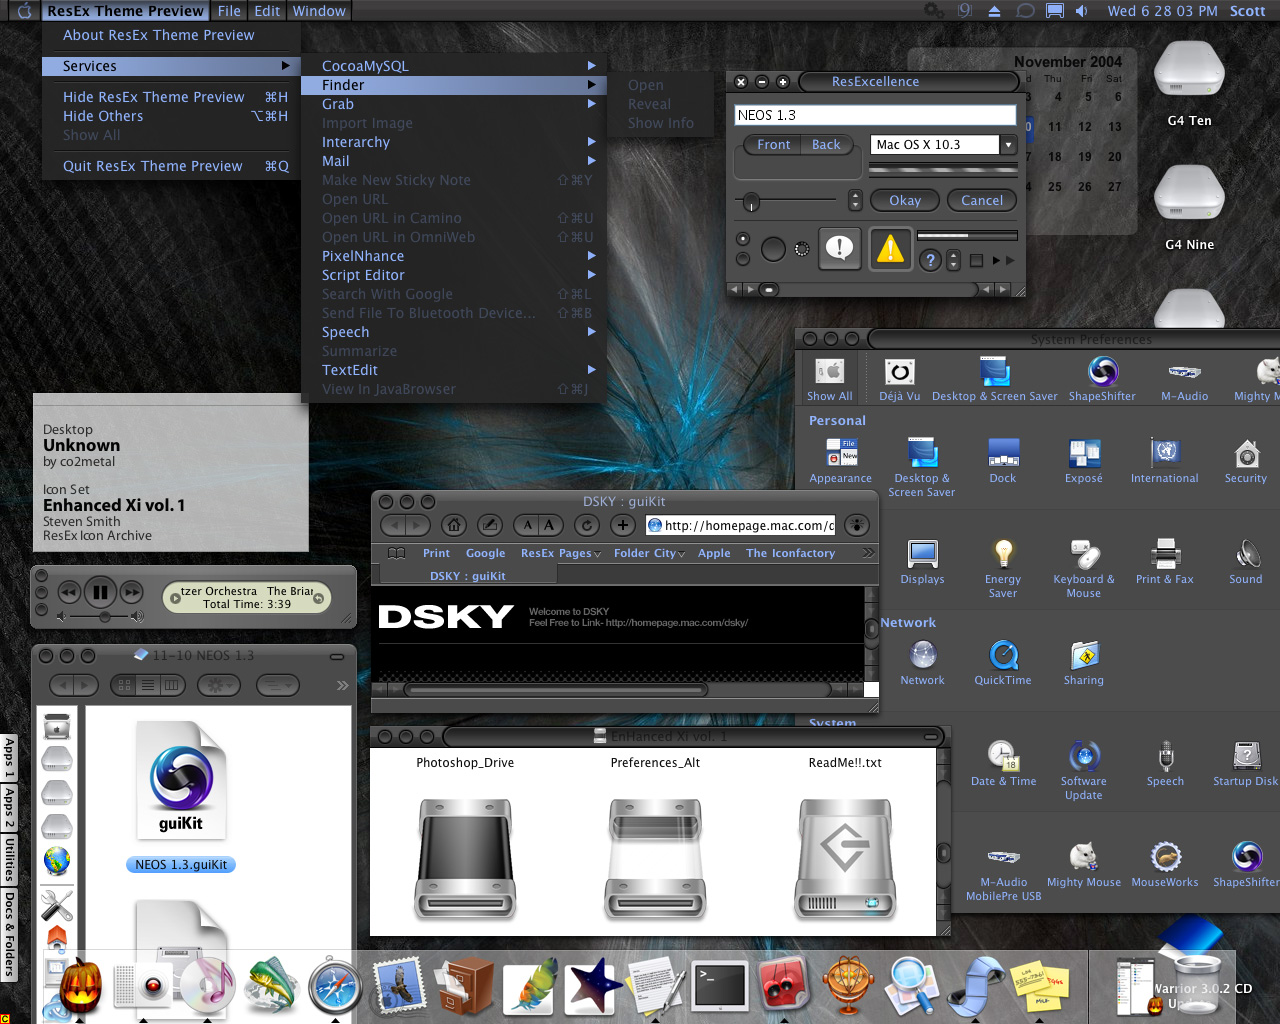 ResEx Theme Preview File Edit Window
Wed 6 28 03 PM Scott
About ResEx Theme Preview
Services
Hide ResEx Theme Preview ⌘H
Hide Others ⌥⌘H
Show All
Quit ResEx Theme Preview ⌘Q
CocoaMySQL
Finder
Grab
Import Image
Interarchy
Mail
Make New Sticky Note ⇧⌘Y
Open URL
Open URL in Camino ⇧⌘U
Open URL in OmniWeb ⇧⌘U
PixelNhance
Script Editor
Search With Google ⇧⌘L
Send File To Bluetooth Device... ⇧⌘B
Speech
Summarize
TextEdit
View In JavaBrowser ⇧⌘J
Open
Reveal
Show Info
ResExcellence
NEOS 1.3
Front Back
Mac OS X 10.3
Okay Cancel
?
November 2004
d Thu Fri Sat
3 4 5 6
0 11 12 13
7 18 19 20
24 25 26 27
G4 Ten
G4 Nine
System Preferences
Show All Déjà Vu Desktop & Screen Saver ShapeShifter M-Audio Mighty M
Personal
Appearance Desktop & Screen Saver Dock Exposé International Security
Displays Energy Saver Keyboard & Mouse Print & Fax Sound
Network
Network QuickTime Sharing
System
Date & Time Software Update Speech Startup Disk
M-Audio MobilePre USB Mighty Mouse MouseWorks ShapeShifter
Desktop
Unknown
by co2metal
Icon Set
Enhanced Xi vol. 1
Steven Smith
ResEx Icon Archive
tzer Orchestra The Briar
Total Time: 3:39
DSKY : guiKit
A A
http://homepage.mac.com/d
Print Google ResEx Pages Folder City Apple The Iconfactory
DSKY : guiKit
DSKY
Welcome to DSKY
Feel Free to Link- http://homepage.mac.com/dsky/
11-10 NEOS 1.3
guiKit
NEOS 1.3.guiKit
EnHanced Xi vol. 1
Photoshop_Drive Preferences_Alt ReadMe!!.txt
Apps 1
Apps 2
Utilities
Docs & Folders
Warrior 3.0.2 CD